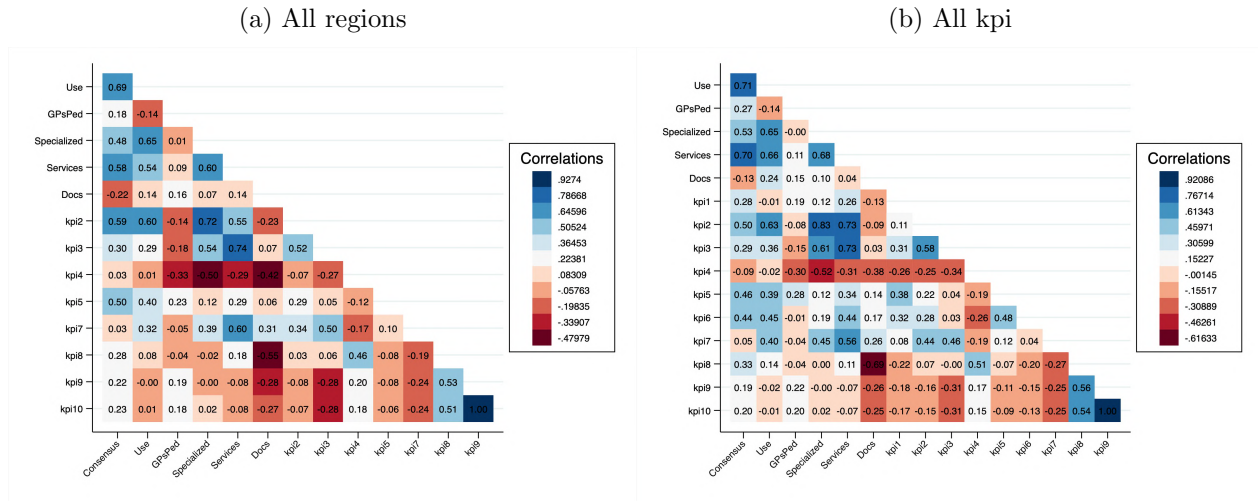 (a) All regions
Use 0.69
GPsPed 0.18 -0.14
Specialized 0.48 0.65 0.01
Services 0.58 0.54 0.09 0.60
Docs -0.22 0.14 0.16 0.07 0.14
kpi2 0.59 0.60 -0.14 0.72 0.55 -0.23
kpi3 0.30 0.29 -0.18 0.54 0.74 0.07 0.52
kpi4 0.03 0.01 -0.33 -0.50 -0.29 -0.42 -0.07 -0.27
kpi5 0.50 0.40 0.23 0.12 0.29 0.06 0.29 0.05 -0.12
kpi7 0.03 0.32 -0.05 0.39 0.60 0.31 0.34 0.50 -0.17 0.10
kpi8 0.28 0.08 -0.04 -0.02 0.18 -0.55 0.03 0.06 0.46 -0.08 -0.19
kpi9 0.22 -0.00 0.19 -0.00 -0.08 -0.28 -0.08 -0.28 0.20 -0.08 -0.24 0.53
kpi10 0.23 0.01 0.18 0.02 -0.08 -0.27 -0.07 -0.28 0.18 -0.06 -0.24 0.51 1.00
Consensus Use GPsPed Specialized Services Docs kpi2 kpi3 kpi4 kpi5 kpi7 kpi8 kpi9
Correlations
.9274
.78668
.64596
.50524
.36453
.22381
.08309
-.05763
-.19835
-.33907
-.47979
(b) All kpi
Use 0.71
GPsPed 0.27 -0.14
Specialized 0.53 0.65 -0.00
Services 0.70 0.66 0.11 0.68
Docs -0.13 0.24 0.15 0.10 0.04
kpi1 0.28 -0.01 0.19 0.12 0.26 -0.13
kpi2 0.50 0.63 -0.08 0.83 0.73 -0.09 0.11
kpi3 0.29 0.36 -0.15 0.61 0.73 0.03 0.31 0.58
kpi4 -0.09 -0.02 -0.30 -0.52 -0.31 -0.38 -0.26 -0.25 -0.34
kpi5 0.46 0.39 0.28 0.12 0.34 0.14 0.38 0.22 0.04 -0.19
kpi6 0.44 0.45 -0.01 0.19 0.44 0.17 0.32 0.28 0.03 -0.26 0.48
kpi7 0.05 0.40 -0.04 0.45 0.56 0.26 0.08 0.44 0.46 -0.19 0.12 0.04
kpi8 0.33 0.14 -0.04 -0.00 0.11 -0.69 -0.22 0.07 -0.00 0.51 -0.07 -0.20 -0.27
kpi9 0.19 -0.02 0.22 -0.00 -0.07 -0.26 -0.18 -0.16 -0.31 0.17 -0.11 -0.15 -0.25 0.56
kpi10 0.20 -0.01 0.20 0.02 -0.07 -0.25 -0.17 -0.15 -0.31 0.15 -0.09 -0.13 -0.25 0.54 1.00
Consensus Use GPsPed Specialized Services Docs kpi1 kpi2 kpi3 kpi4 kpi5 kpi6 kpi7 kpi8 kpi9
Correlations
.92086
.76714
.61343
.45971
.30599
.15227
-.00145
-.15517
-.30889
-.46261
-.61633